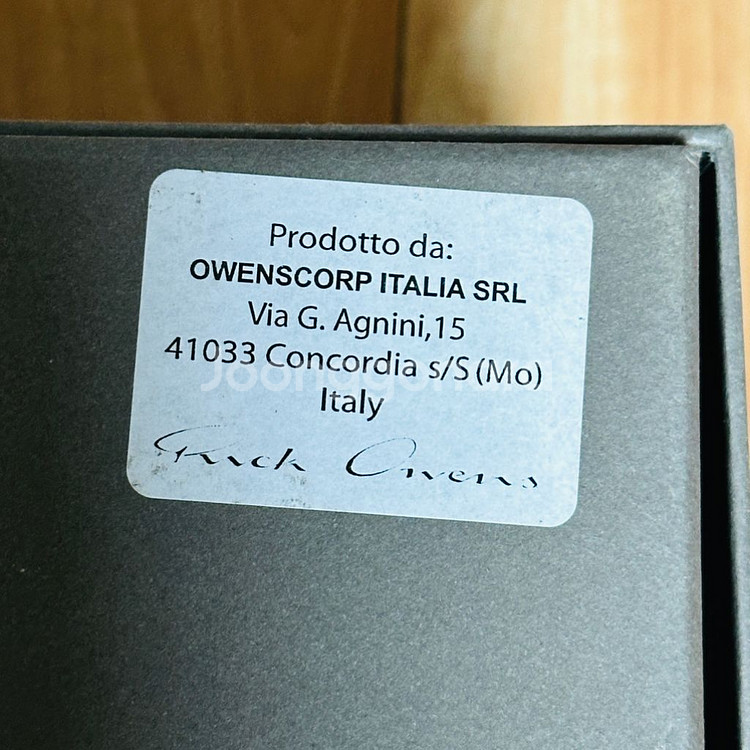 Prodotto da:
OWENSCORP ITALIA SRL
Via G. Agnini,15
41033 Concordia s/S (Mo)
Italy
Rick Owens